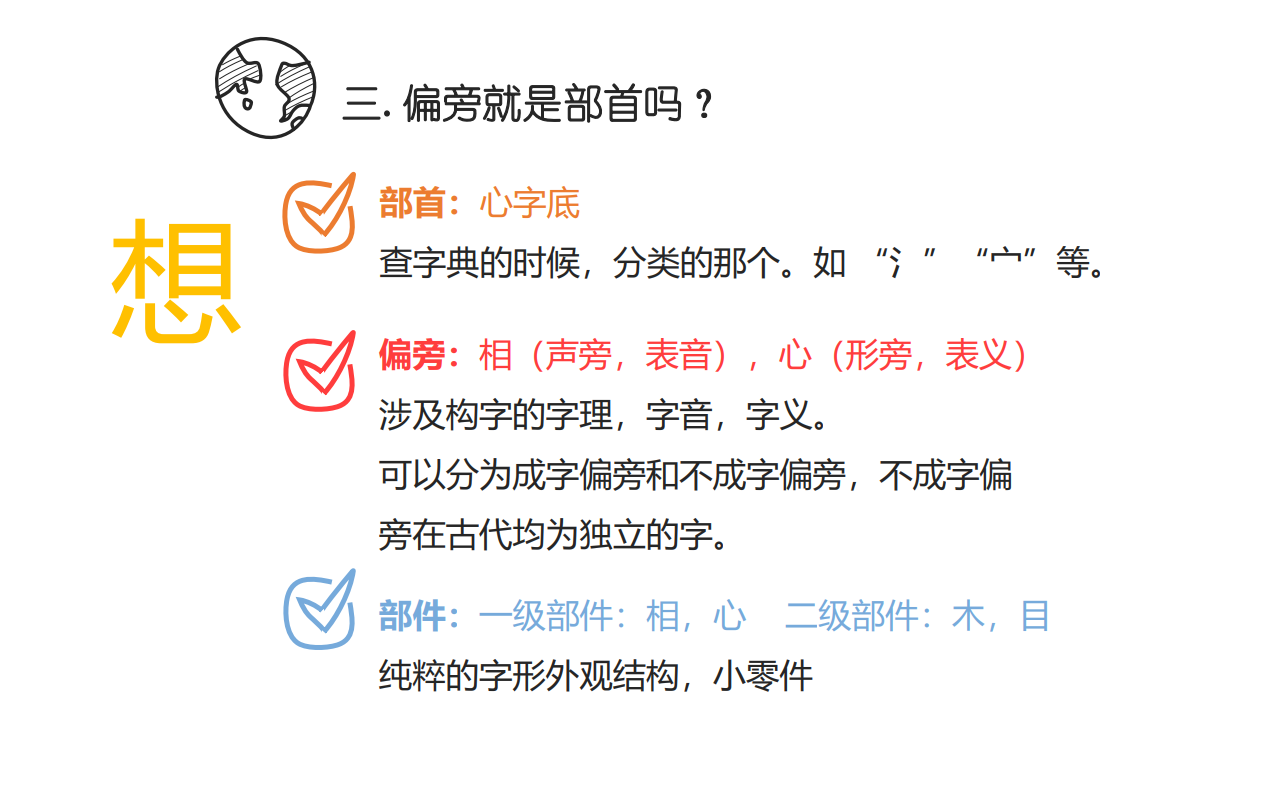 三. 偏旁就是部首吗？
想
部首：心字底
查字典的时候，分类的那个。如 “氵” “宀”等。
偏旁：相（声旁，表音），心（形旁，表义）
涉及构字的字理，字音，字义。
可以分为成字偏旁和不成字偏旁，不成字偏
旁在古代均为独立的字。
部件：一级部件：相，心 二级部件：木，目
纯粹的字形外观结构，小零件